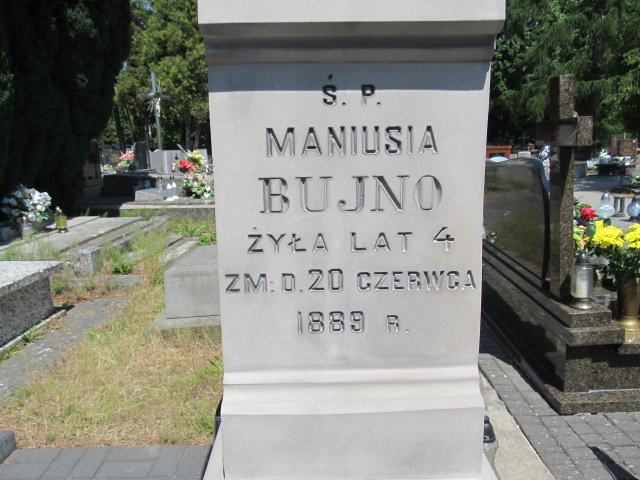 Ś. P.
MANIUSIA
BUJNO
ŻYŁA LAT 4
ZM: D. 20 CZERWCA
1889 R.